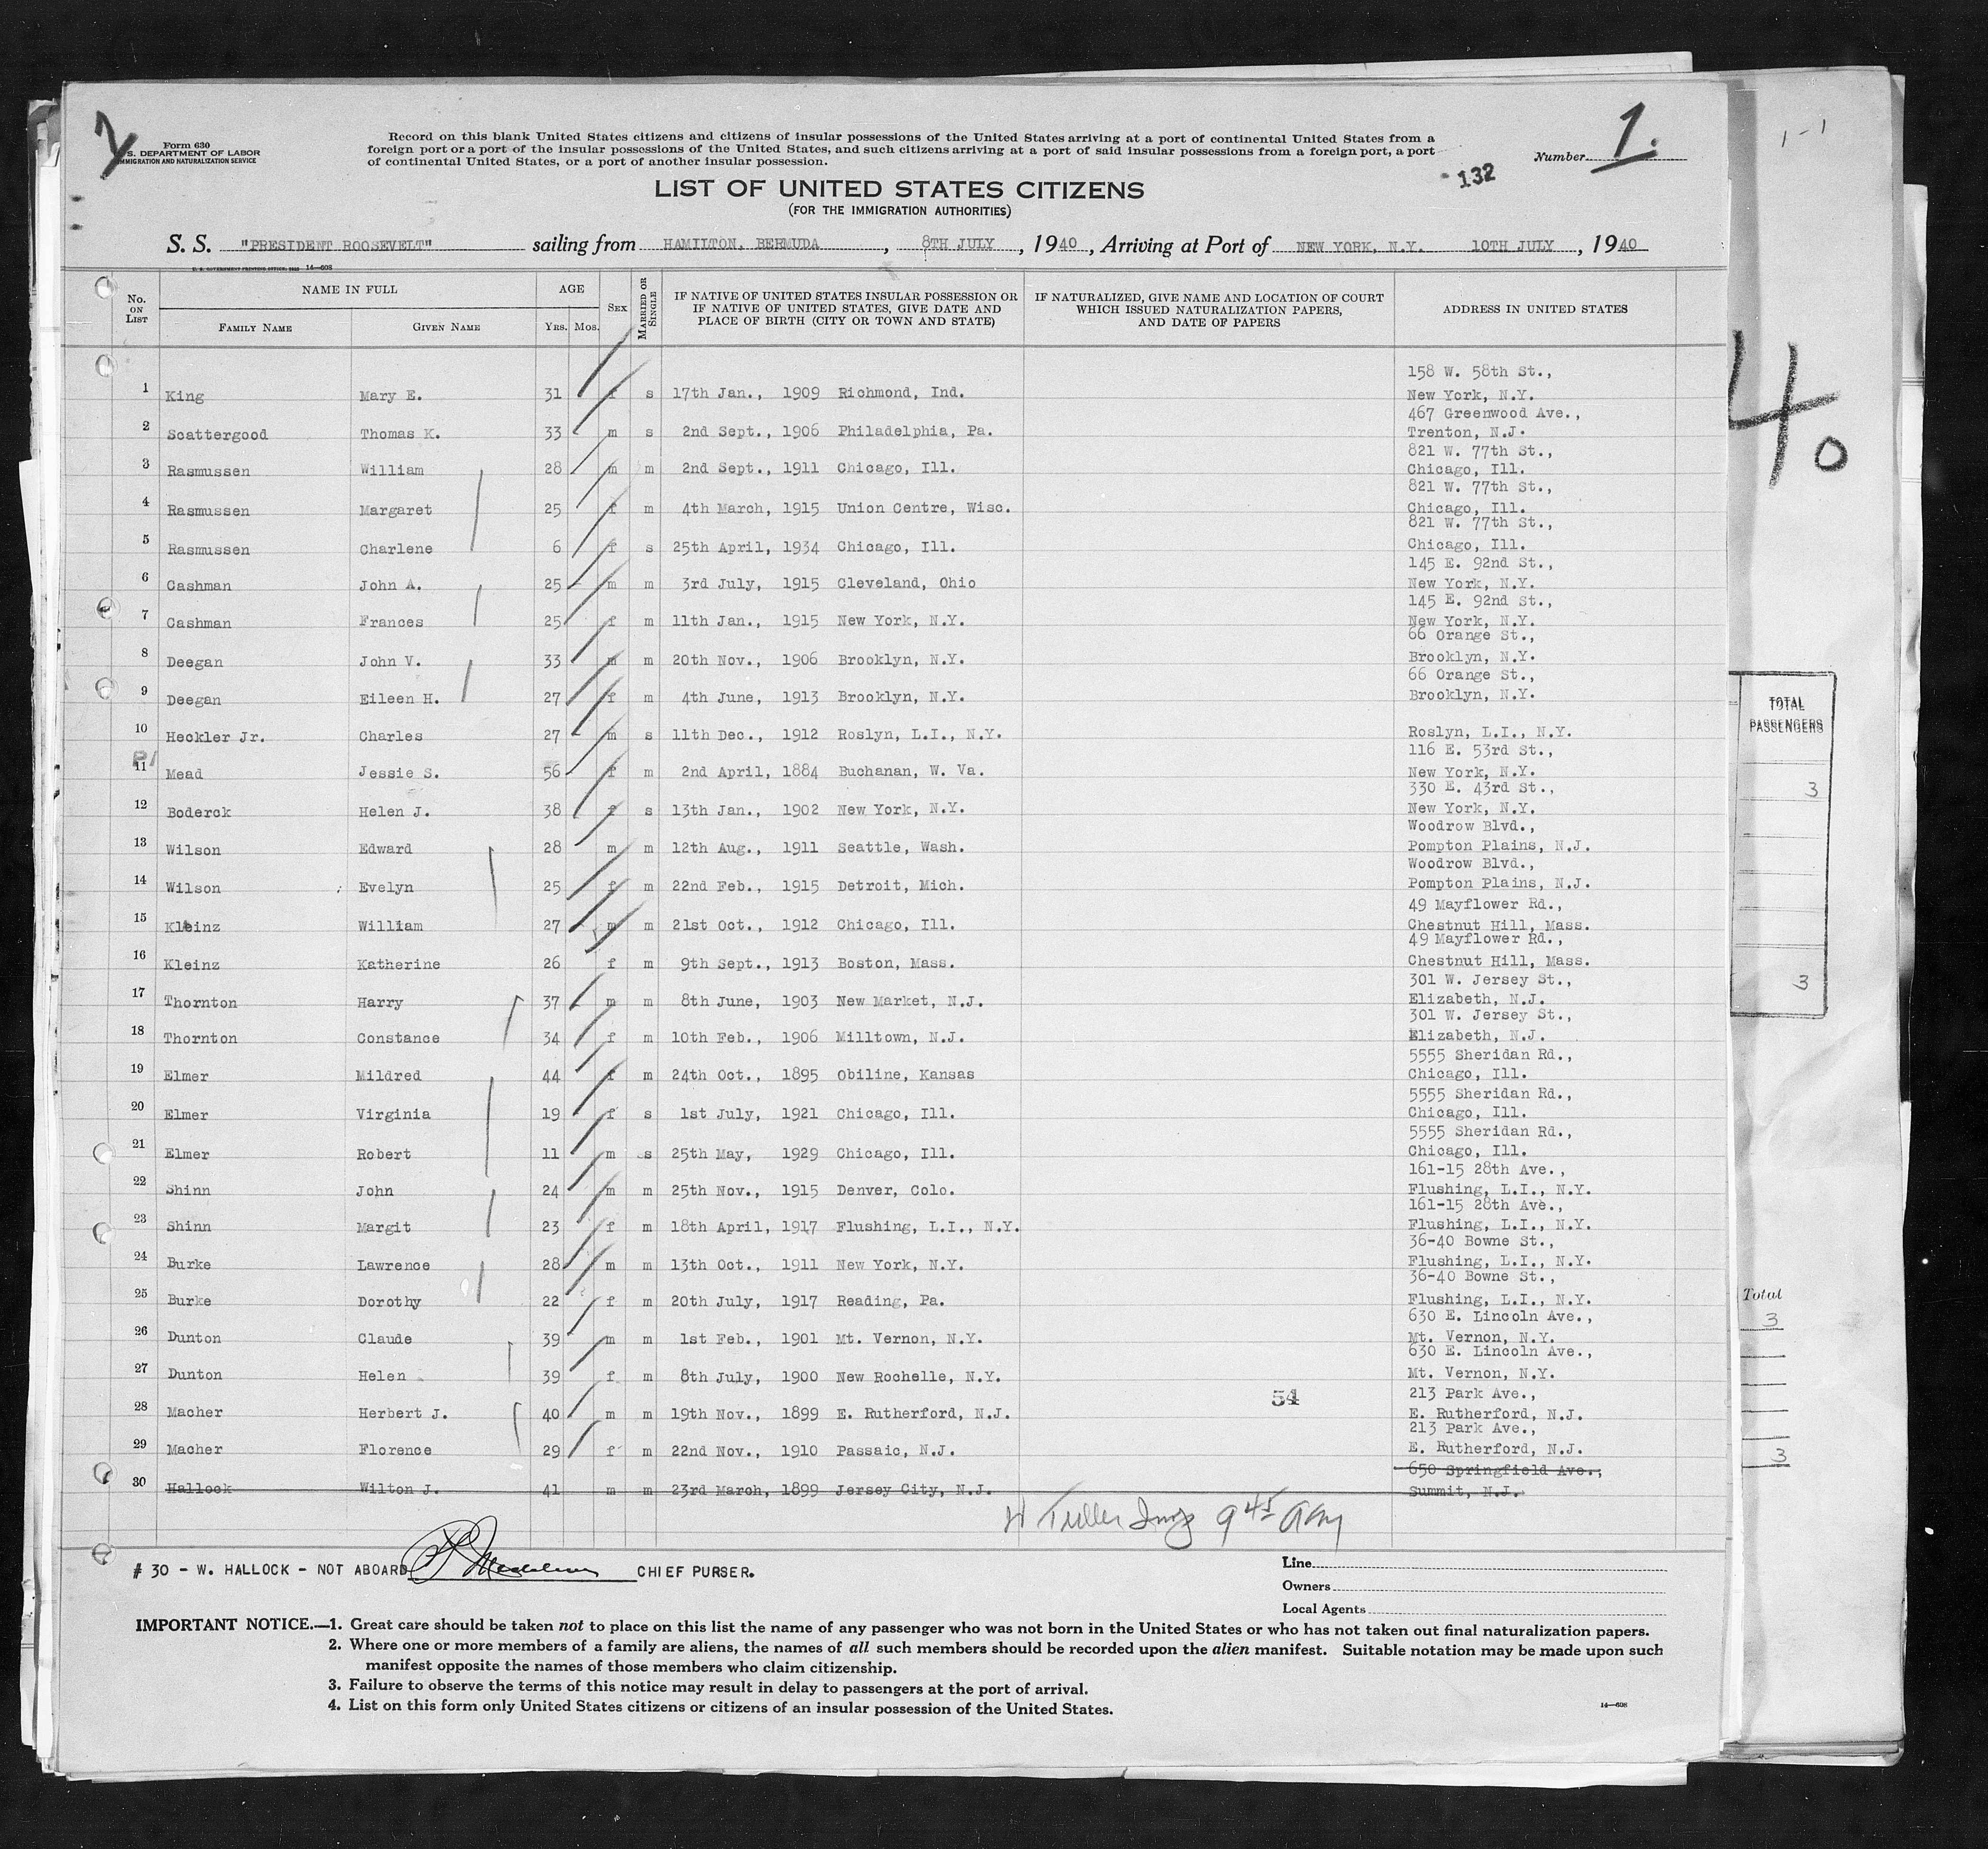 Form 630
U.S. DEPARTMENT OF LABOR
IMMIGRATION AND NATURALIZATION SERVICE
Record on this blank United States citizens and citizens of insular possessions of the United States arriving at a port of continental United States from a
foreign port or a port of the insular possessions of the United States, and such citizens arriving at a port of said insular possessions from a foreign port, a port
of continental United States, or a port of another insular possession.
Number 1.
1-1
132
LIST OF UNITED STATES CITIZENS
(FOR THE IMMIGRATION AUTHORITIES)
S. S. "PRESIDENT ROOSEVELT" sailing from HAMILTON, BERMUDA, 8TH JULY, 1940, Arriving at Port of NEW YORK, N.Y. 10TH JULY, 1940
14—608
No. ON LIST NAME IN FULL FAMILY NAME GIVEN NAME AGE YRS. MOS. SEX MARRIED OR SINGLE IF NATIVE OF UNITED STATES INSULAR POSSESSION OR IF NATIVE OF UNITED STATES, GIVE DATE AND PLACE OF BIRTH (CITY OR TOWN AND STATE) IF NATURALIZED, GIVE NAME AND LOCATION OF COURT WHICH ISSUED NATURALIZATION PAPERS, AND DATE OF PAPERS ADDRESS IN UNITED STATES
158 W. 58th St.,
1 King Mary E. 31 f s 17th Jan., 1909 Richmond, Ind. New York, N.Y.
467 Greenwood Ave.,
2 Scattergood Thomas K. 33 m s 2nd Sept., 1906 Philadelphia, Pa. Trenton, N.J.
821 W. 77th St.,
3 Rasmussen William 28 m m 2nd Sept., 1911 Chicago, Ill. Chicago, Ill.
821 W. 77th St.,
4 Rasmussen Margaret 25 f m 4th March, 1915 Union Centre, Wisc. Chicago, Ill.
821 W. 77th St.,
5 Rasmussen Charlene 6 f s 25th April, 1934 Chicago, Ill. Chicago, Ill.
145 E. 92nd St.,
6 Cashman John A. 25 m m 3rd July, 1915 Cleveland, Ohio New York, N.Y.
145 E. 92nd St.,
7 Cashman Frances 25 f m 11th Jan., 1915 New York, N.Y. New York, N.Y.
66 Orange St.,
8 Deegan John V. 33 m m 20th Nov., 1906 Brooklyn, N.Y. Brooklyn, N.Y.
66 Orange St.,
9 Deegan Eileen H. 27 f m 4th June, 1913 Brooklyn, N.Y. Brooklyn, N.Y.
10 Heckler Jr. Charles 27 m s 11th Dec., 1912 Roslyn, L.I., N.Y. Roslyn, L.I., N.Y.
116 E. 53rd St.,
11 Mead Jessie S. 56 f m 2nd April, 1884 Buchanan, W. Va. New York, N.Y.
330 E. 43rd St.,
12 Boderck Helen J. 38 f s 13th Jan., 1902 New York, N.Y. New York, N.Y.
Woodrow Blvd.,
13 Wilson Edward 28 m m 12th Aug., 1911 Seattle, Wash. Pompton Plains, N.J.
Woodrow Blvd.,
14 Wilson Evelyn 25 f m 22nd Feb., 1915 Detroit, Mich. Pompton Plains, N.J.
49 Mayflower Rd.,
15 Kleinz William 27 m m 21st Oct., 1912 Chicago, Ill. Chestnut Hill, Mass.
49 Mayflower Rd.,
16 Kleinz Katherine 26 f m 9th Sept., 1913 Boston, Mass. Chestnut Hill, Mass.
301 W. Jersey St.,
17 Thornton Harry 37 m m 8th June, 1903 New Market, N.J. Elizabeth, N.J.
301 W. Jersey St.,
18 Thornton Constance 34 f m 10th Feb., 1906 Milltown, N.J. Elizabeth, N.J.
5555 Sheridan Rd.,
19 Elmer Mildred 44 f m 24th Oct., 1895 Obiline, Kansas Chicago, Ill.
5555 Sheridan Rd.,
20 Elmer Virginia 19 f s 1st July, 1921 Chicago, Ill. Chicago, Ill.
5555 Sheridan Rd.,
21 Elmer Robert 11 m s 25th May, 1929 Chicago, Ill. Chicago, Ill.
161-15 28th Ave.,
22 Shinn John 24 m m 25th Nov., 1915 Denver, Colo. Flushing, L.I., N.Y.
161-15 28th Ave.,
23 Shinn Margit 23 f m 18th April, 1917 Flushing, L.I., N.Y. Flushing, L.I., N.Y.
36-40 Bowne St.,
24 Burke Lawrence 28 m m 13th Oct., 1911 New York, N.Y. Flushing, L.I., N.Y.
36-40 Bowne St.,
25 Burke Dorothy 22 f m 20th July, 1917 Reading, Pa. Flushing, L.I., N.Y.
630 E. Lincoln Ave.,
26 Dunton Claude 39 m m 1st Feb., 1901 Mt. Vernon, N.Y. Mt. Vernon, N.Y.
630 E. Lincoln Ave.,
27 Dunton Helen 39 f m 8th July, 1900 New Rochelle, N.Y. Mt. Vernon, N.Y.
54
213 Park Ave.,
28 Macher Herbert J. 40 m m 19th Nov., 1899 E. Rutherford, N.J. E. Rutherford, N.J.
213 Park Ave.,
29 Macher Florence 29 f m 22nd Nov., 1910 Passaic, N.J. E. Rutherford, N.J.
650 Springfield Ave.,
30 Hallock Wilton J. 41 m m 23rd March, 1899 Jersey City, N.J. Summit, N.J.
# 30 - W. HALLOCK - NOT ABOARD CHIEF PURSER.
Line
Owners
Local Agents
IMPORTANT NOTICE.—1. Great care should be taken not to place on this list the name of any passenger who was not born in the United States or who has not taken out final naturalization papers.
2. Where one or more members of a family are aliens, the names of all such members should be recorded upon the alien manifest. Suitable notation may be made upon such
manifest opposite the names of those members who claim citizenship.
3. Failure to observe the terms of this notice may result in delay to passengers at the port of arrival.
4. List on this form only United States citizens or citizens of an insular possession of the United States.
14—608
40
TOTAL
PASSENGERS
3
3
Total
3
3